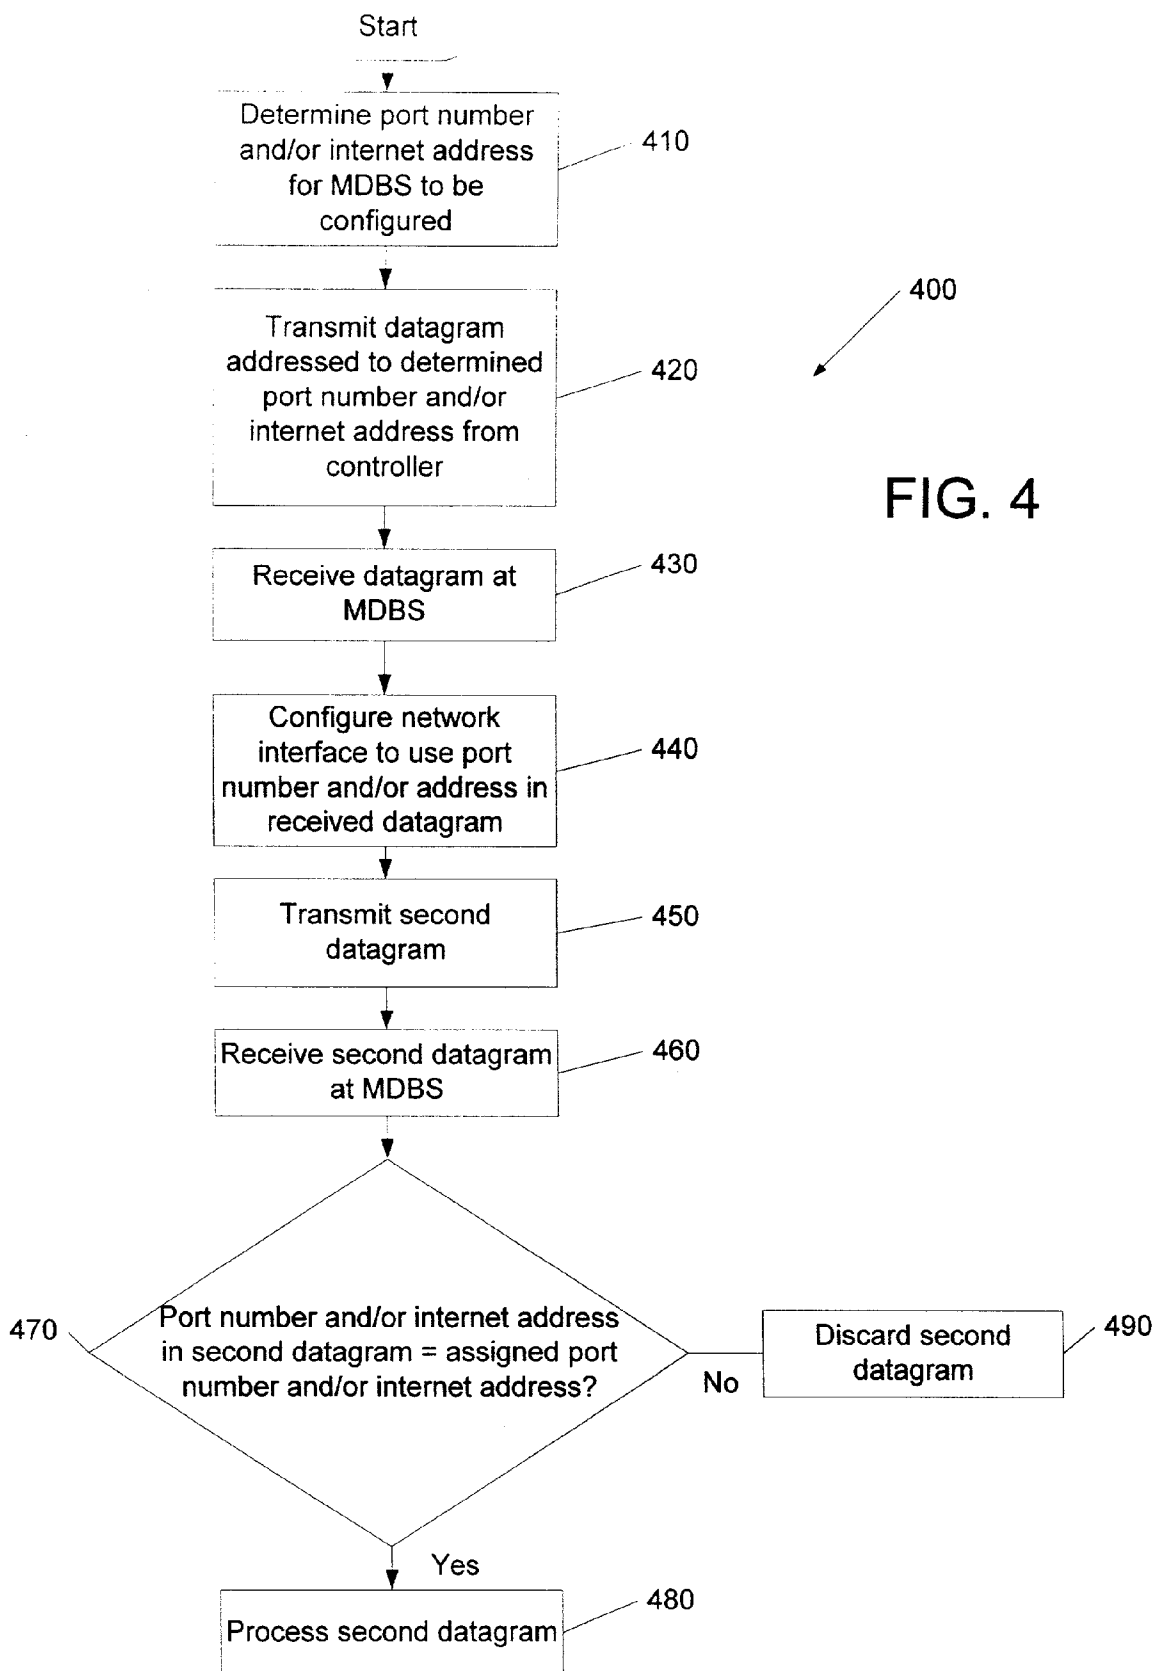 Start
Determine port number
and/or internet address
for MDBS to be
configured
410
Transmit datagram
addressed to determined
port number and/or
internet address from
controller
420
400
FIG. 4
Receive datagram at
MDBS
430
Configure network
interface to use port
number and/or address in
received datagram
440
Transmit second
datagram
450
Receive second datagram
at MDBS
460
470
Port number and/or internet address
in second datagram = assigned port
number and/or internet address?
No
Discard second
datagram
490
Yes
Process second datagram
480